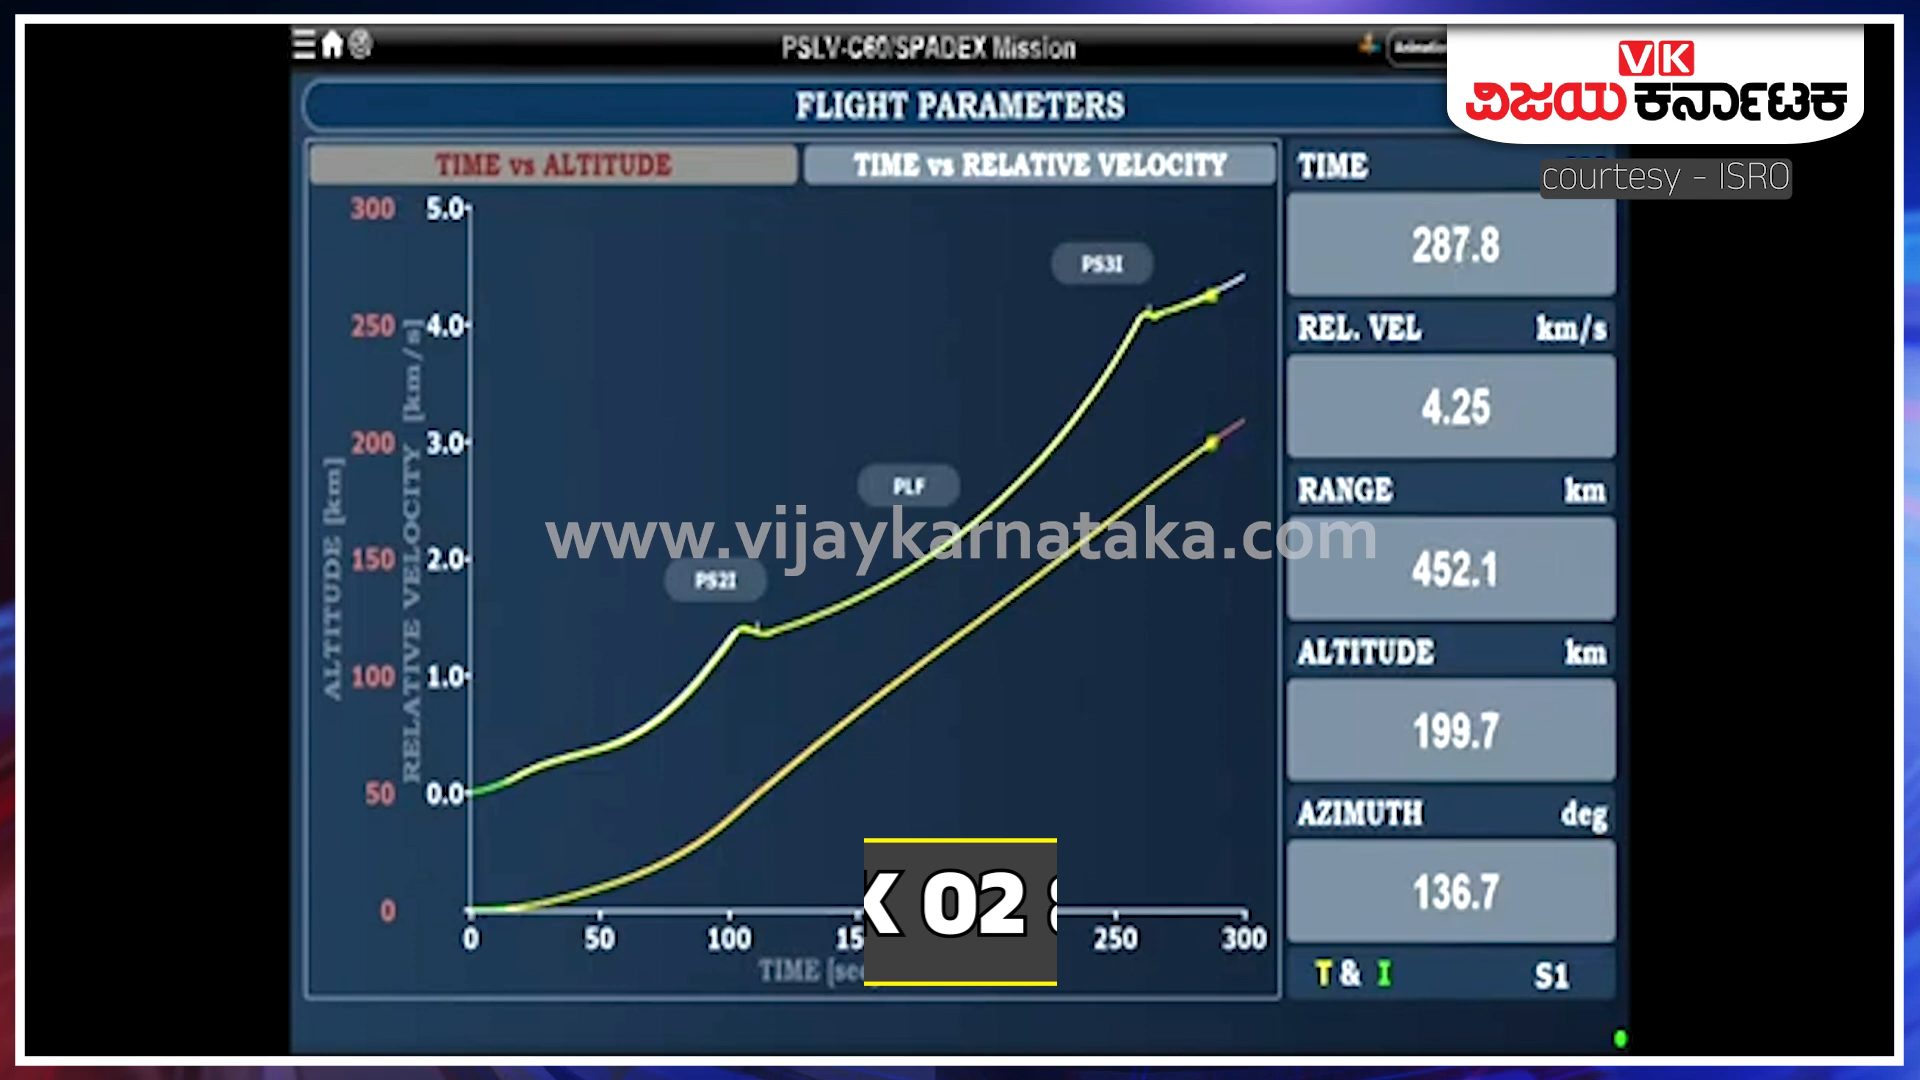 PSLV-C60/SPADEX Mission
Animation
VK
ವಿಜಯ ಕರ್ನಾಟಕ
courtesy - ISRO
FLIGHT PARAMETERS
TIME vs ALTITUDE
TIME vs RELATIVE VELOCITY
300
250
200
150
100
50
0
ALTITUDE [km]
RELATIVE VELOCITY [km/s]
5.0
4.0
3.0
2.0
1.0
0.0
PS3I
PLF
PS2I
www.vijaykarnataka.com
0 50 100 15 250 300
TIME [sec
K 02
TIME
287.8
REL. VEL km/s
4.25
RANGE km
452.1
ALTITUDE km
199.7
AZIMUTH deg
136.7
T & I S1